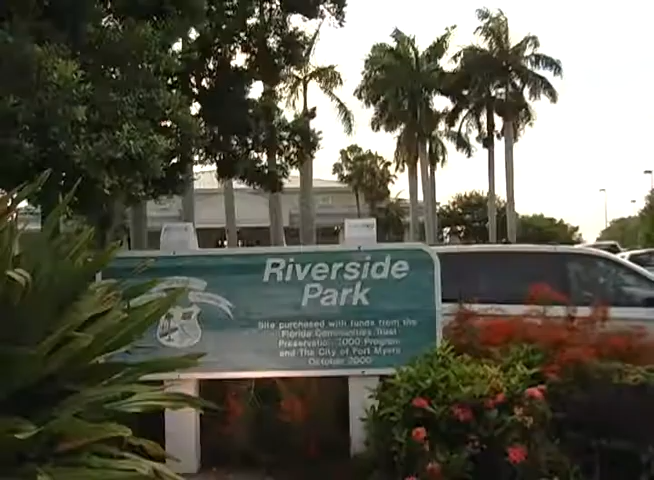 Riverside
Park
Site purchased with funds from the
Florida Communities Trust
Preservation 2000 Program
and The City of Fort Myers
October 2000